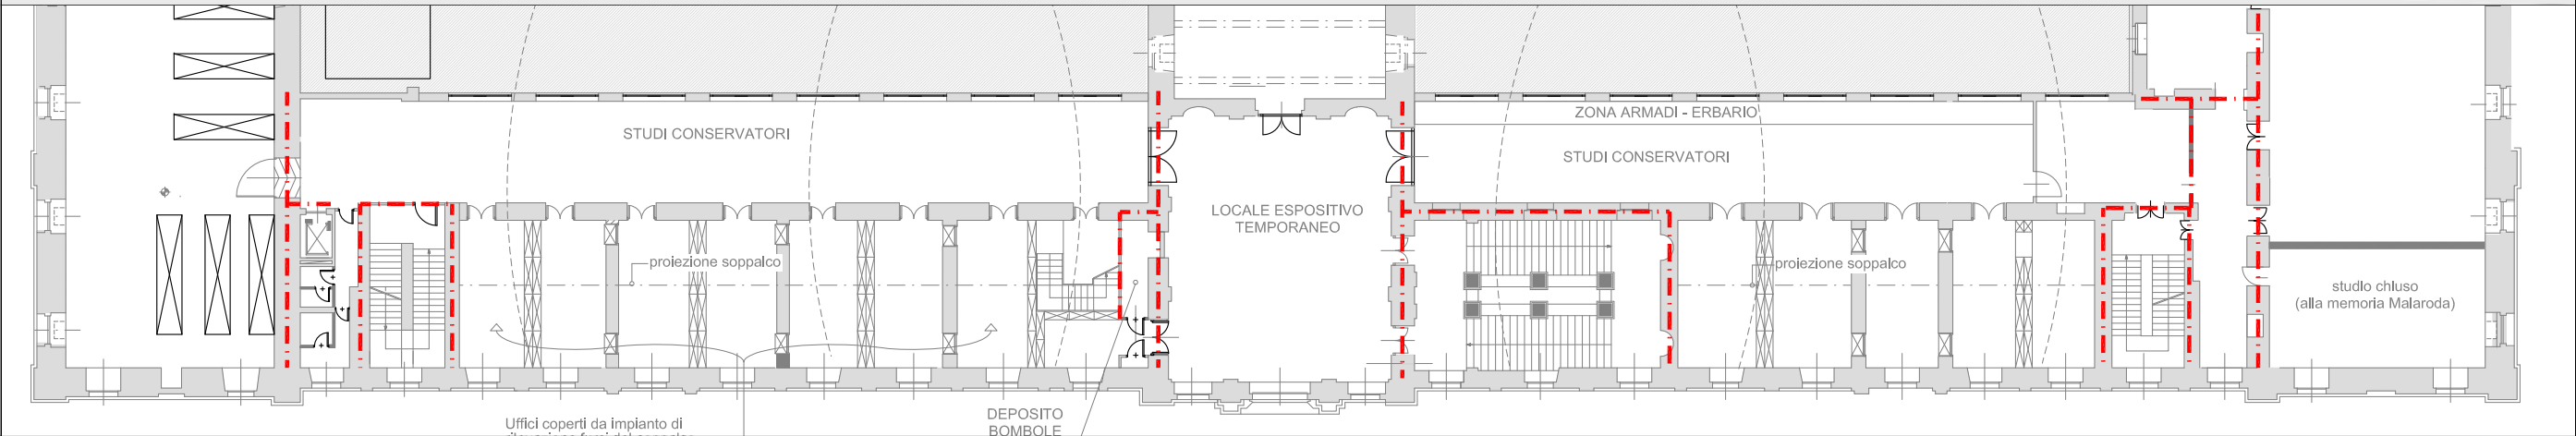 ZONA ARMADI - ERBARIO
STUDI CONSERVATORI
STUDI CONSERVATORI
LOCALE ESPOSITIVO
TEMPORANEO
proiezione soppalco
proiezione soppalco
studio chiuso
(alla memoria Malaroda)
DEPOSITO
BOMBOLE
Uffici coperti da impianto di